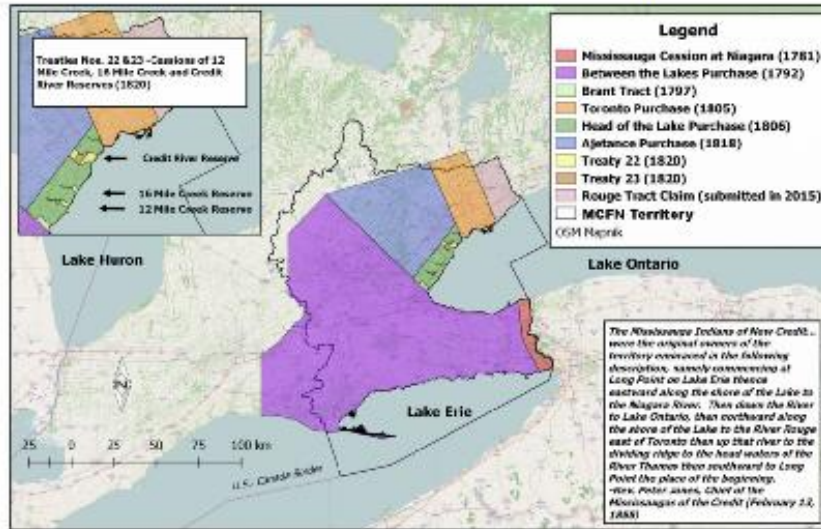 Treaties Nos. 22 &23 -Cessions of 12
Mile Creek, 16 Mile Creek and Credit
River Reserves (1820)
Credit River Reserve
16 Mile Creek Reserve
12 Mile Creek Reserve
Legend
Mississauga Cession at Niagara (1781)
Between the Lakes Purchase (1792)
Brant Tract (1797)
Toronto Purchase (1805)
Head of the Lake Purchase (1806)
Ajetance Purchase (1818)
Treaty 22 (1820)
Treaty 23 (1820)
Rouge Tract Claim (submitted in 2015)
MCFN Territory
OSM Mapnik
Lake Huron
Lake Ontario
Lake Erie
N
25 0 25 50 75 100 km
U.S. Canada Border
The Mississauga Indians of New Credit...
were the original owners of the
territory embraced in the following
description, namely commencing at
Long Point on Lake Erie thence
eastward along the shore of the Lake to
the Niagara River. Then down the River
to Lake Ontario, then northward along
the shore of the Lake to the River Rouge
east of Toronto then up that river to the
dividing ridge to the head waters of the
River Thames then southward to Long
Point the place of the beginning.
-Rev. Peter Jones, Chief of the
Mississaugas of the Credit (February 13,